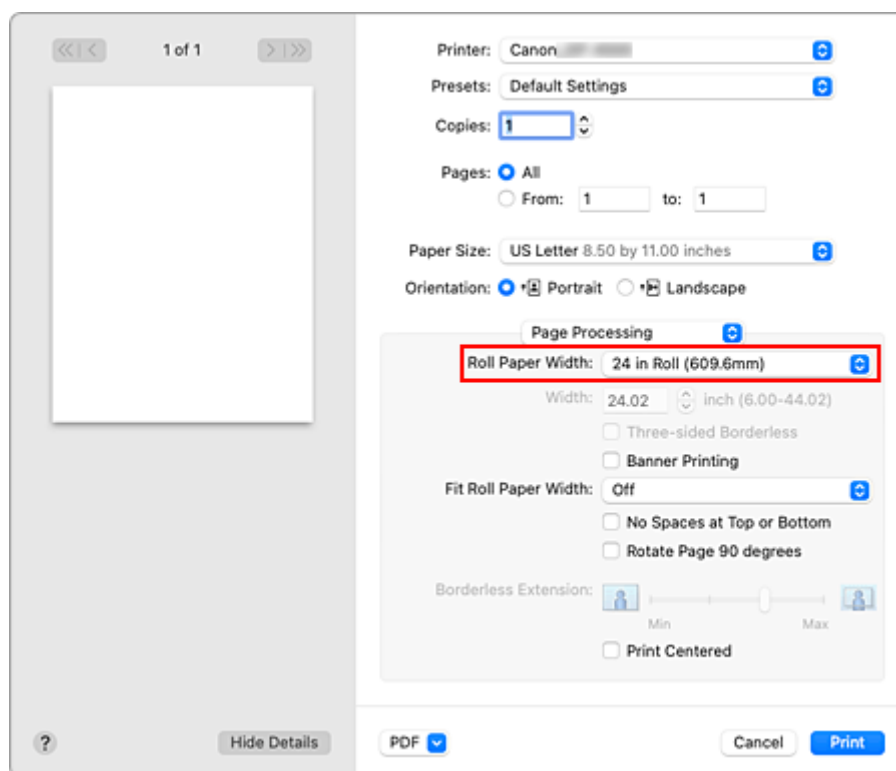 1 of 1
Printer: Canon
Presets: Default Settings
Copies: 1
Pages: All
From: 1 to: 1
Paper Size: US Letter 8.50 by 11.00 inches
Orientation: Portrait Landscape
Page Processing
Roll Paper Width: 24 in Roll (609.6mm)
Width: 24.02 inch (6.00-44.02)
Three-sided Borderless
Banner Printing
Fit Roll Paper Width: Off
No Spaces at Top or Bottom
Rotate Page 90 degrees
Borderless Extension:
Min Max
Print Centered
? Hide Details PDF Cancel Print